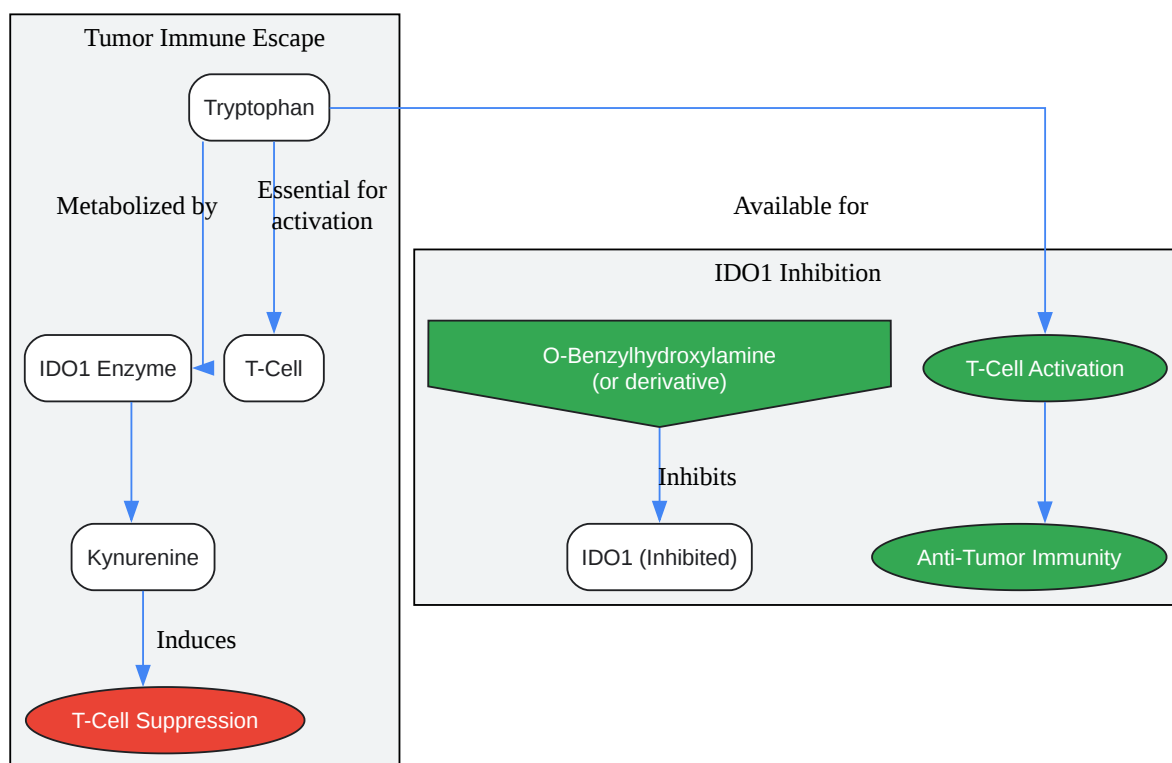 Tumor Immune Escape
Tryptophan
Metabolized by
Essential for
activation
Available for
IDO1 Inhibition
IDO1 Enzyme
T-Cell
O-Benzylhydroxylamine
(or derivative)
T-Cell Activation
Inhibits
Kynurenine
IDO1 (Inhibited)
Anti-Tumor Immunity
Induces
T-Cell Suppression